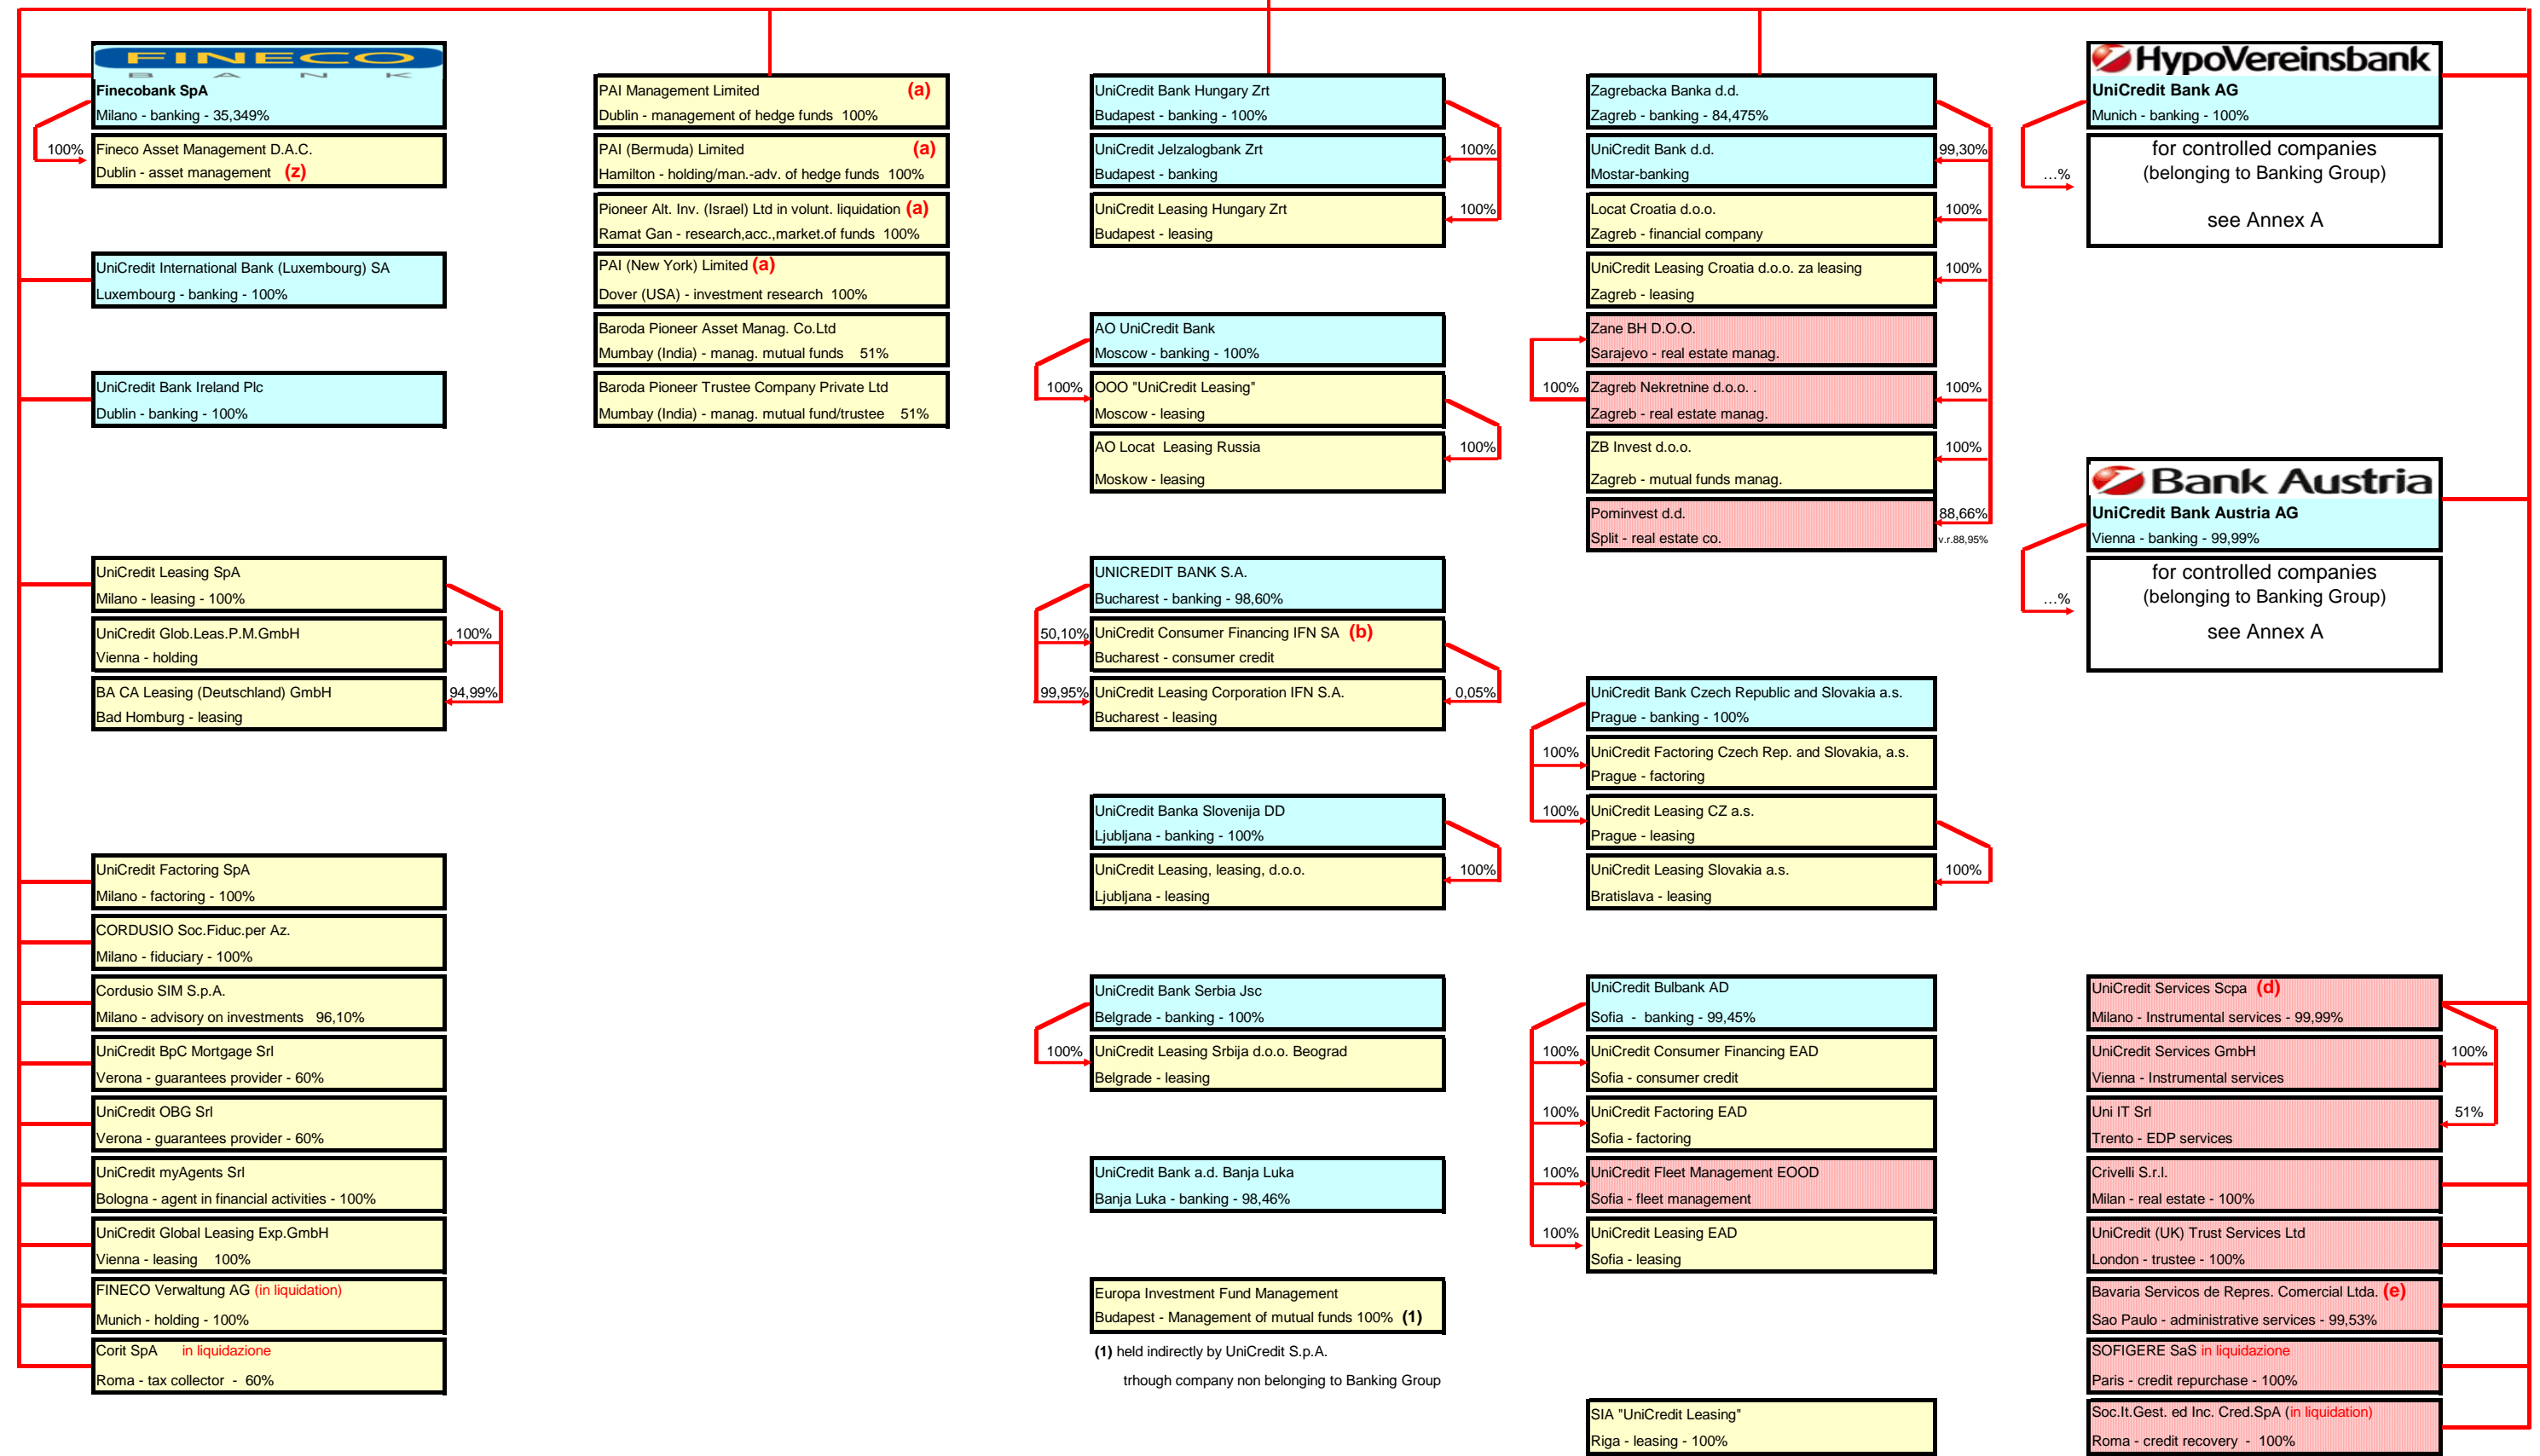 FINECO
BANK
Finecobank SpA
Milano - banking - 35,349%
100%
Fineco Asset Management D.A.C.
Dublin - asset management (z)
UniCredit International Bank (Luxembourg) SA
Luxembourg - banking - 100%
UniCredit Bank Ireland Plc
Dublin - banking - 100%
UniCredit Leasing SpA
Milano - leasing - 100%
UniCredit Glob.Leas.P.M.GmbH
Vienna - holding
100%
BA CA Leasing (Deutschland) GmbH
Bad Homburg - leasing
94,99%
UniCredit Factoring SpA
Milano - factoring - 100%
CORDUSIO Soc.Fiduc.per Az.
Milano - fiduciary - 100%
Cordusio SIM S.p.A.
Milano - advisory on investments 96,10%
UniCredit BpC Mortgage Srl
Verona - guarantees provider - 60%
UniCredit OBG Srl
Verona - guarantees provider - 60%
UniCredit myAgents Srl
Bologna - agent in financial activities - 100%
UniCredit Global Leasing Exp.GmbH
Vienna - leasing 100%
FINECO Verwaltung AG (in liquidation)
Munich - holding - 100%
Corit SpA in liquidazione
Roma - tax collector - 60%
PAI Management Limited (a)
Dublin - management of hedge funds 100%
PAI (Bermuda) Limited (a)
Hamilton - holding/man.-adv. of hedge funds 100%
Pioneer Alt. Inv. (Israel) Ltd in volunt. liquidation (a)
Ramat Gan - research,acc.,market.of funds 100%
PAI (New York) Limited (a)
Dover (USA) - investment research 100%
Baroda Pioneer Asset Manag. Co.Ltd
Mumbay (India) - manag. mutual funds 51%
Baroda Pioneer Trustee Company Private Ltd
Mumbay (India) - manag. mutual fund/trustee 51%
UniCredit Bank Hungary Zrt
Budapest - banking - 100%
UniCredit Jelzalogbank Zrt
Budapest - banking
100%
UniCredit Leasing Hungary Zrt
Budapest - leasing
100%
AO UniCredit Bank
Moscow - banking - 100%
100%
OOO "UniCredit Leasing"
Moscow - leasing
AO Locat Leasing Russia
Moskow - leasing
100%
UNICREDIT BANK S.A.
Bucharest - banking - 98,60%
50,10%
UniCredit Consumer Financing IFN SA (b)
Bucharest - consumer credit
99,95%
UniCredit Leasing Corporation IFN S.A.
Bucharest - leasing
0,05%
UniCredit Banka Slovenija DD
Ljubljana - banking - 100%
UniCredit Leasing, leasing, d.o.o.
Ljubljana - leasing
100%
UniCredit Bank Serbia Jsc
Belgrade - banking - 100%
100%
UniCredit Leasing Srbija d.o.o. Beograd
Belgrade - leasing
UniCredit Bank a.d. Banja Luka
Banja Luka - banking - 98,46%
Europa Investment Fund Management
Budapest - Management of mutual funds 100% (1)
(1) held indirectly by UniCredit S.p.A.
trhough company non belonging to Banking Group
Zagrebacka Banka d.d.
Zagreb - banking - 84,475%
UniCredit Bank d.d.
Mostar-banking
99,30%
Locat Croatia d.o.o.
Zagreb - financial company
100%
UniCredit Leasing Croatia d.o.o. za leasing
Zagreb - leasing
100%
Zane BH D.O.O.
Sarajevo - real estate manag.
100%
Zagreb Nekretnine d.o.o. .
Zagreb - real estate manag.
100%
ZB Invest d.o.o.
Zagreb - mutual funds manag.
100%
Pominvest d.d.
Split - real estate co.
88,66%
v.r.88,95%
UniCredit Bank Czech Republic and Slovakia a.s.
Prague - banking - 100%
100%
UniCredit Factoring Czech Rep. and Slovakia, a.s.
Prague - factoring
100%
UniCredit Leasing CZ a.s.
Prague - leasing
UniCredit Leasing Slovakia a.s.
Bratislava - leasing
100%
UniCredit Bulbank AD
Sofia - banking - 99,45%
100%
UniCredit Consumer Financing EAD
Sofia - consumer credit
100%
UniCredit Factoring EAD
Sofia - factoring
100%
UniCredit Fleet Management EOOD
Sofia - fleet management
100%
UniCredit Leasing EAD
Sofia - leasing
SIA "UniCredit Leasing"
Riga - leasing - 100%
HypoVereinsbank
UniCredit Bank AG
Munich - banking - 100%
...%
for controlled companies
(belonging to Banking Group)
see Annex A
Bank Austria
UniCredit Bank Austria AG
Vienna - banking - 99,99%
...%
for controlled companies
(belonging to Banking Group)
see Annex A
UniCredit Services Scpa (d)
Milano - Instrumental services - 99,99%
UniCredit Services GmbH
Vienna - Instrumental services
100%
Uni IT Srl
Trento - EDP services
51%
Crivelli S.r.l.
Milan - real estate - 100%
UniCredit (UK) Trust Services Ltd
London - trustee - 100%
Bavaria Servicos de Repres. Comercial Ltda. (e)
Sao Paulo - administrative services - 99,53%
SOFIGERE SaS in liquidazione
Paris - credit repurchase - 100%
Soc.It.Gest. ed Inc. Cred.SpA (in liquidation)
Roma - credit recovery - 100%